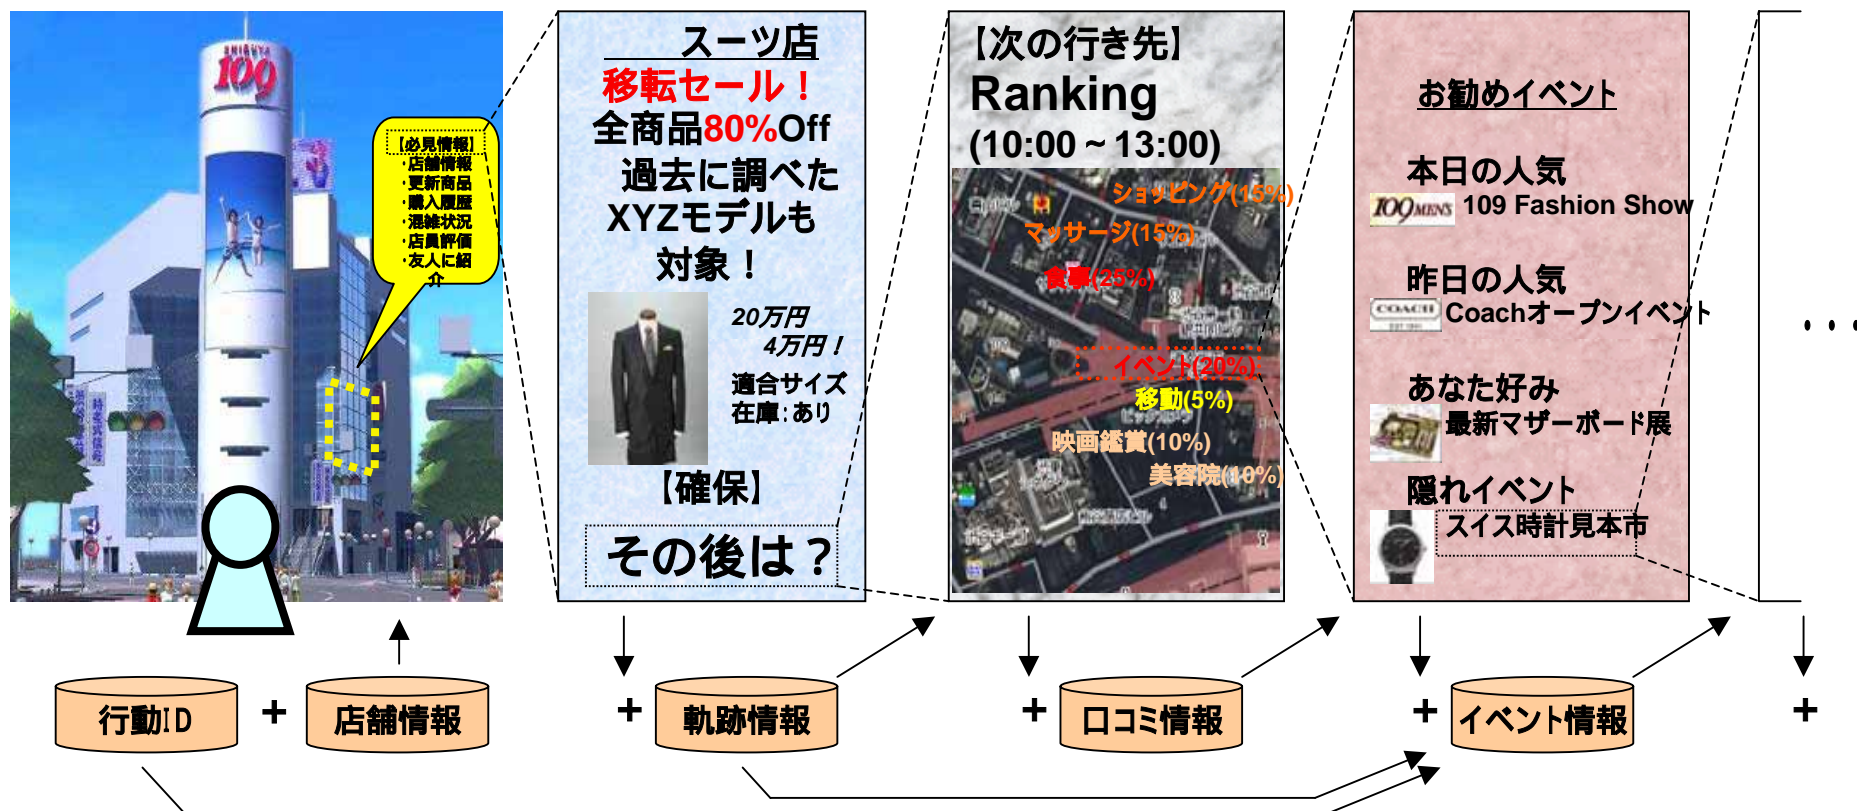 SHIBUYA
109
【必見情報】
・店舗情報
・更新商品
・購入履歴
・混雑状況
・店員評価
・友人に紹
介
スーツ店
移転セール！
全商品80%Off
過去に調べた
XYZモデルも
対象！
20万円
4万円！
適合サイズ
在庫：あり
【確保】
その後は？
【次の行き先】
Ranking
(10:00～13:00)
ショッピング(15%)
マッサージ(15%)
食事(25%)
イベント(20%)
移動(5%)
映画鑑賞(10%)
美容院(10%)
お勧めイベント
本日の人気
109 MEN'S
109 Fashion Show
昨日の人気
COACH
Coachオープンイベント
あなた好み
最新マザーボード展
隠れイベント
スイス時計見本市
・・・
行動ID
+
店舗情報
+
軌跡情報
+
口コミ情報
+
イベント情報
+